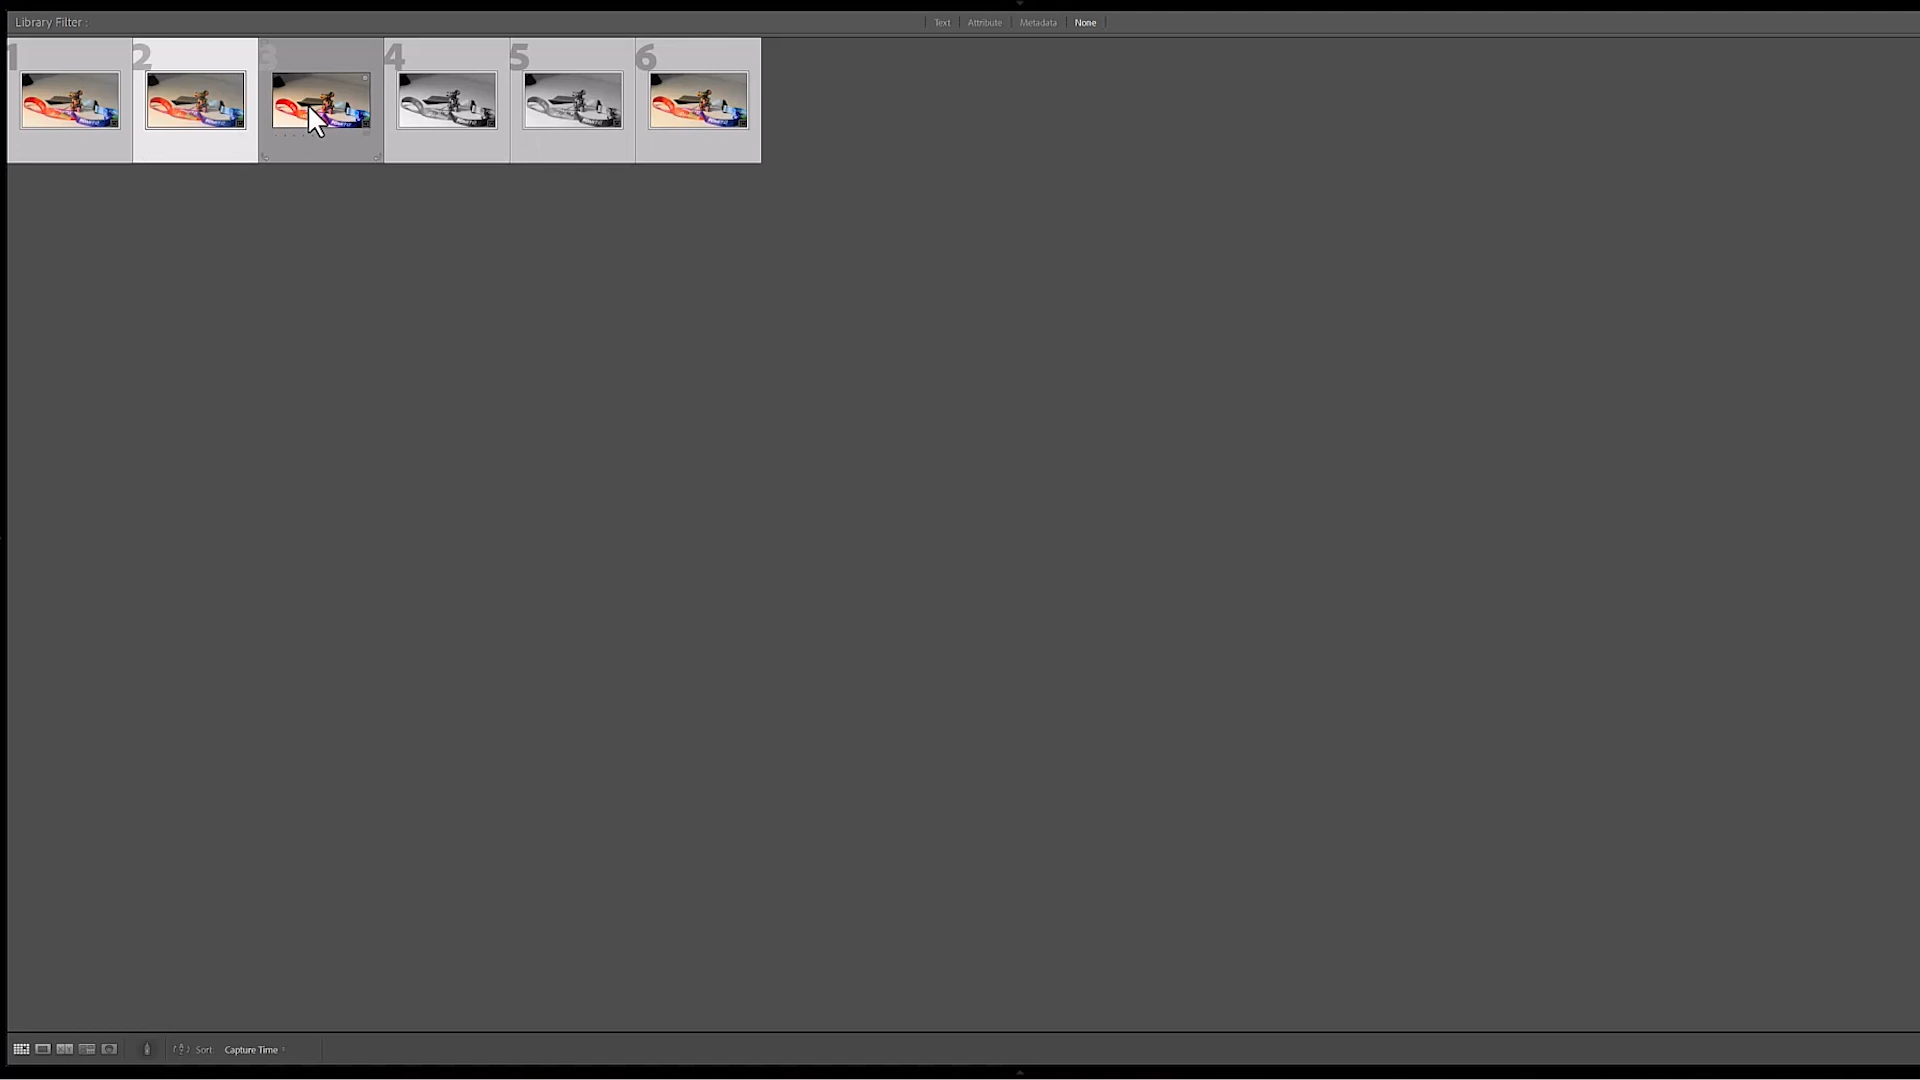 Library Filter :
Text
Attribute
Metadata
None
1
2
3
4
5
6
Sort:
Capture Time